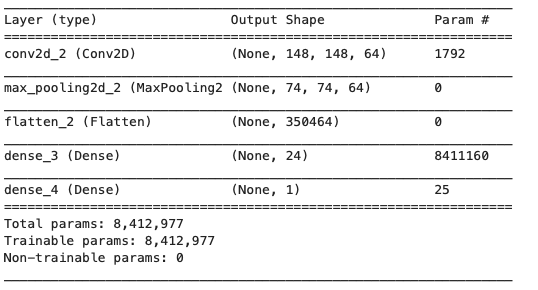 Layer (type) Output Shape Param #
=================================================================
conv2d_2 (Conv2D) (None, 148, 148, 64) 1792
max_pooling2d_2 (MaxPooling2 (None, 74, 74, 64) 0
flatten_2 (Flatten) (None, 350464) 0
dense_3 (Dense) (None, 24) 8411160
dense_4 (Dense) (None, 1) 25
=================================================================
Total params: 8,412,977
Trainable params: 8,412,977
Non-trainable params: 0